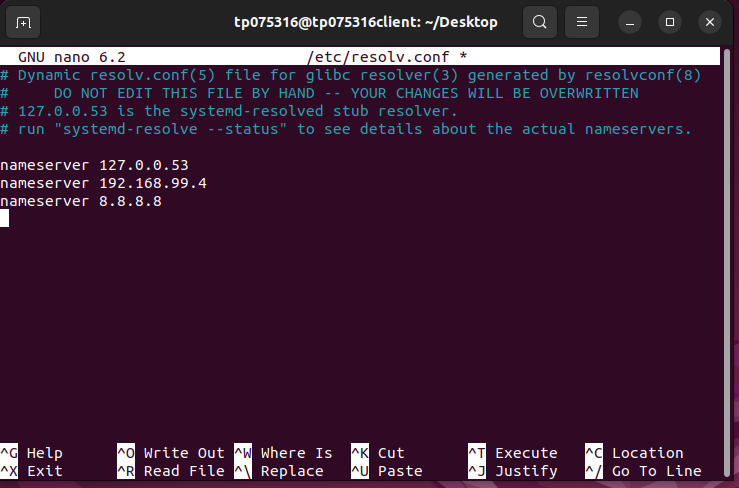 tp075316@tp075316client: ~/Desktop
GNU nano 6.2 /etc/resolv.conf *
# Dynamic resolv.conf(5) file for glibc resolver(3) generated by resolvconf(8)
#     DO NOT EDIT THIS FILE BY HAND -- YOUR CHANGES WILL BE OVERWRITTEN
# 127.0.0.53 is the systemd-resolved stub resolver.
# run "systemd-resolve --status" to see details about the actual nameservers.
nameserver 127.0.0.53
nameserver 192.168.99.4
nameserver 8.8.8.8
^G Help ^O Write Out ^W Where Is ^K Cut ^T Execute ^C Location
^X Exit ^R Read File ^\ Replace ^U Paste ^J Justify ^/ Go To Line